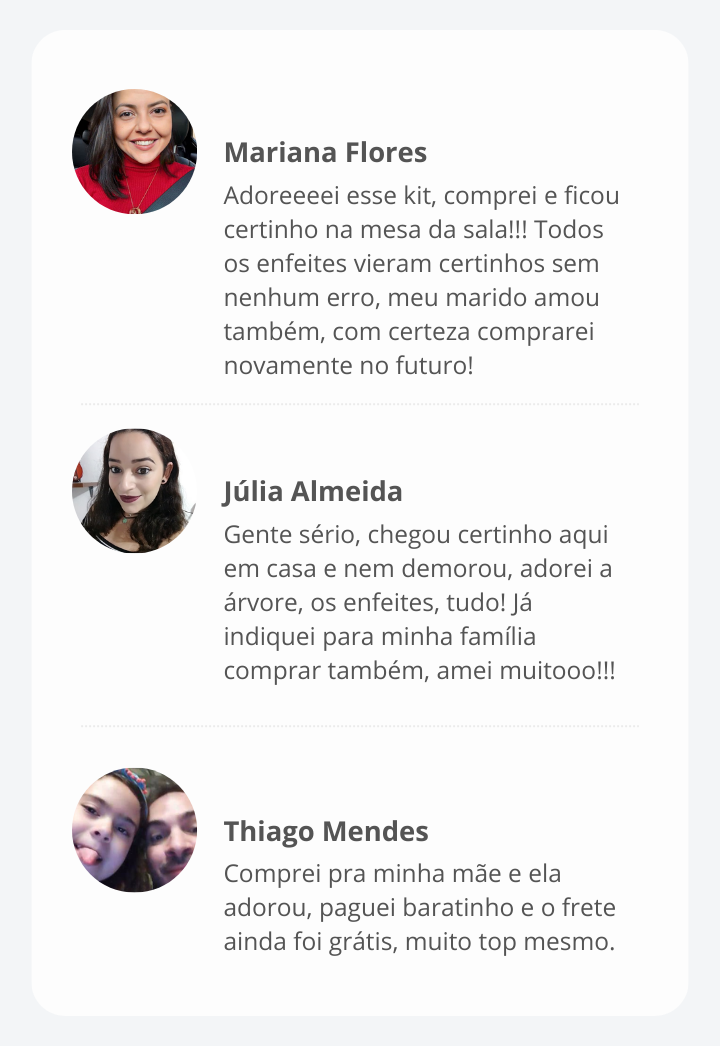 Mariana Flores
Adoreeeei esse kit, comprei e ficou
certinho na mesa da sala!!! Todos
os enfeites vieram certinhos sem
nenhum erro, meu marido amou
também, com certeza comprarei
novamente no futuro!
Júlia Almeida
Gente sério, chegou certinho aqui
em casa e nem demorou, adorei a
árvore, os enfeites, tudo! Já
indiquei para minha família
comprar também, amei muitooo!!!
Thiago Mendes
Comprei pra minha mãe e ela
adorou, paguei baratinho e o frete
ainda foi grátis, muito top mesmo.